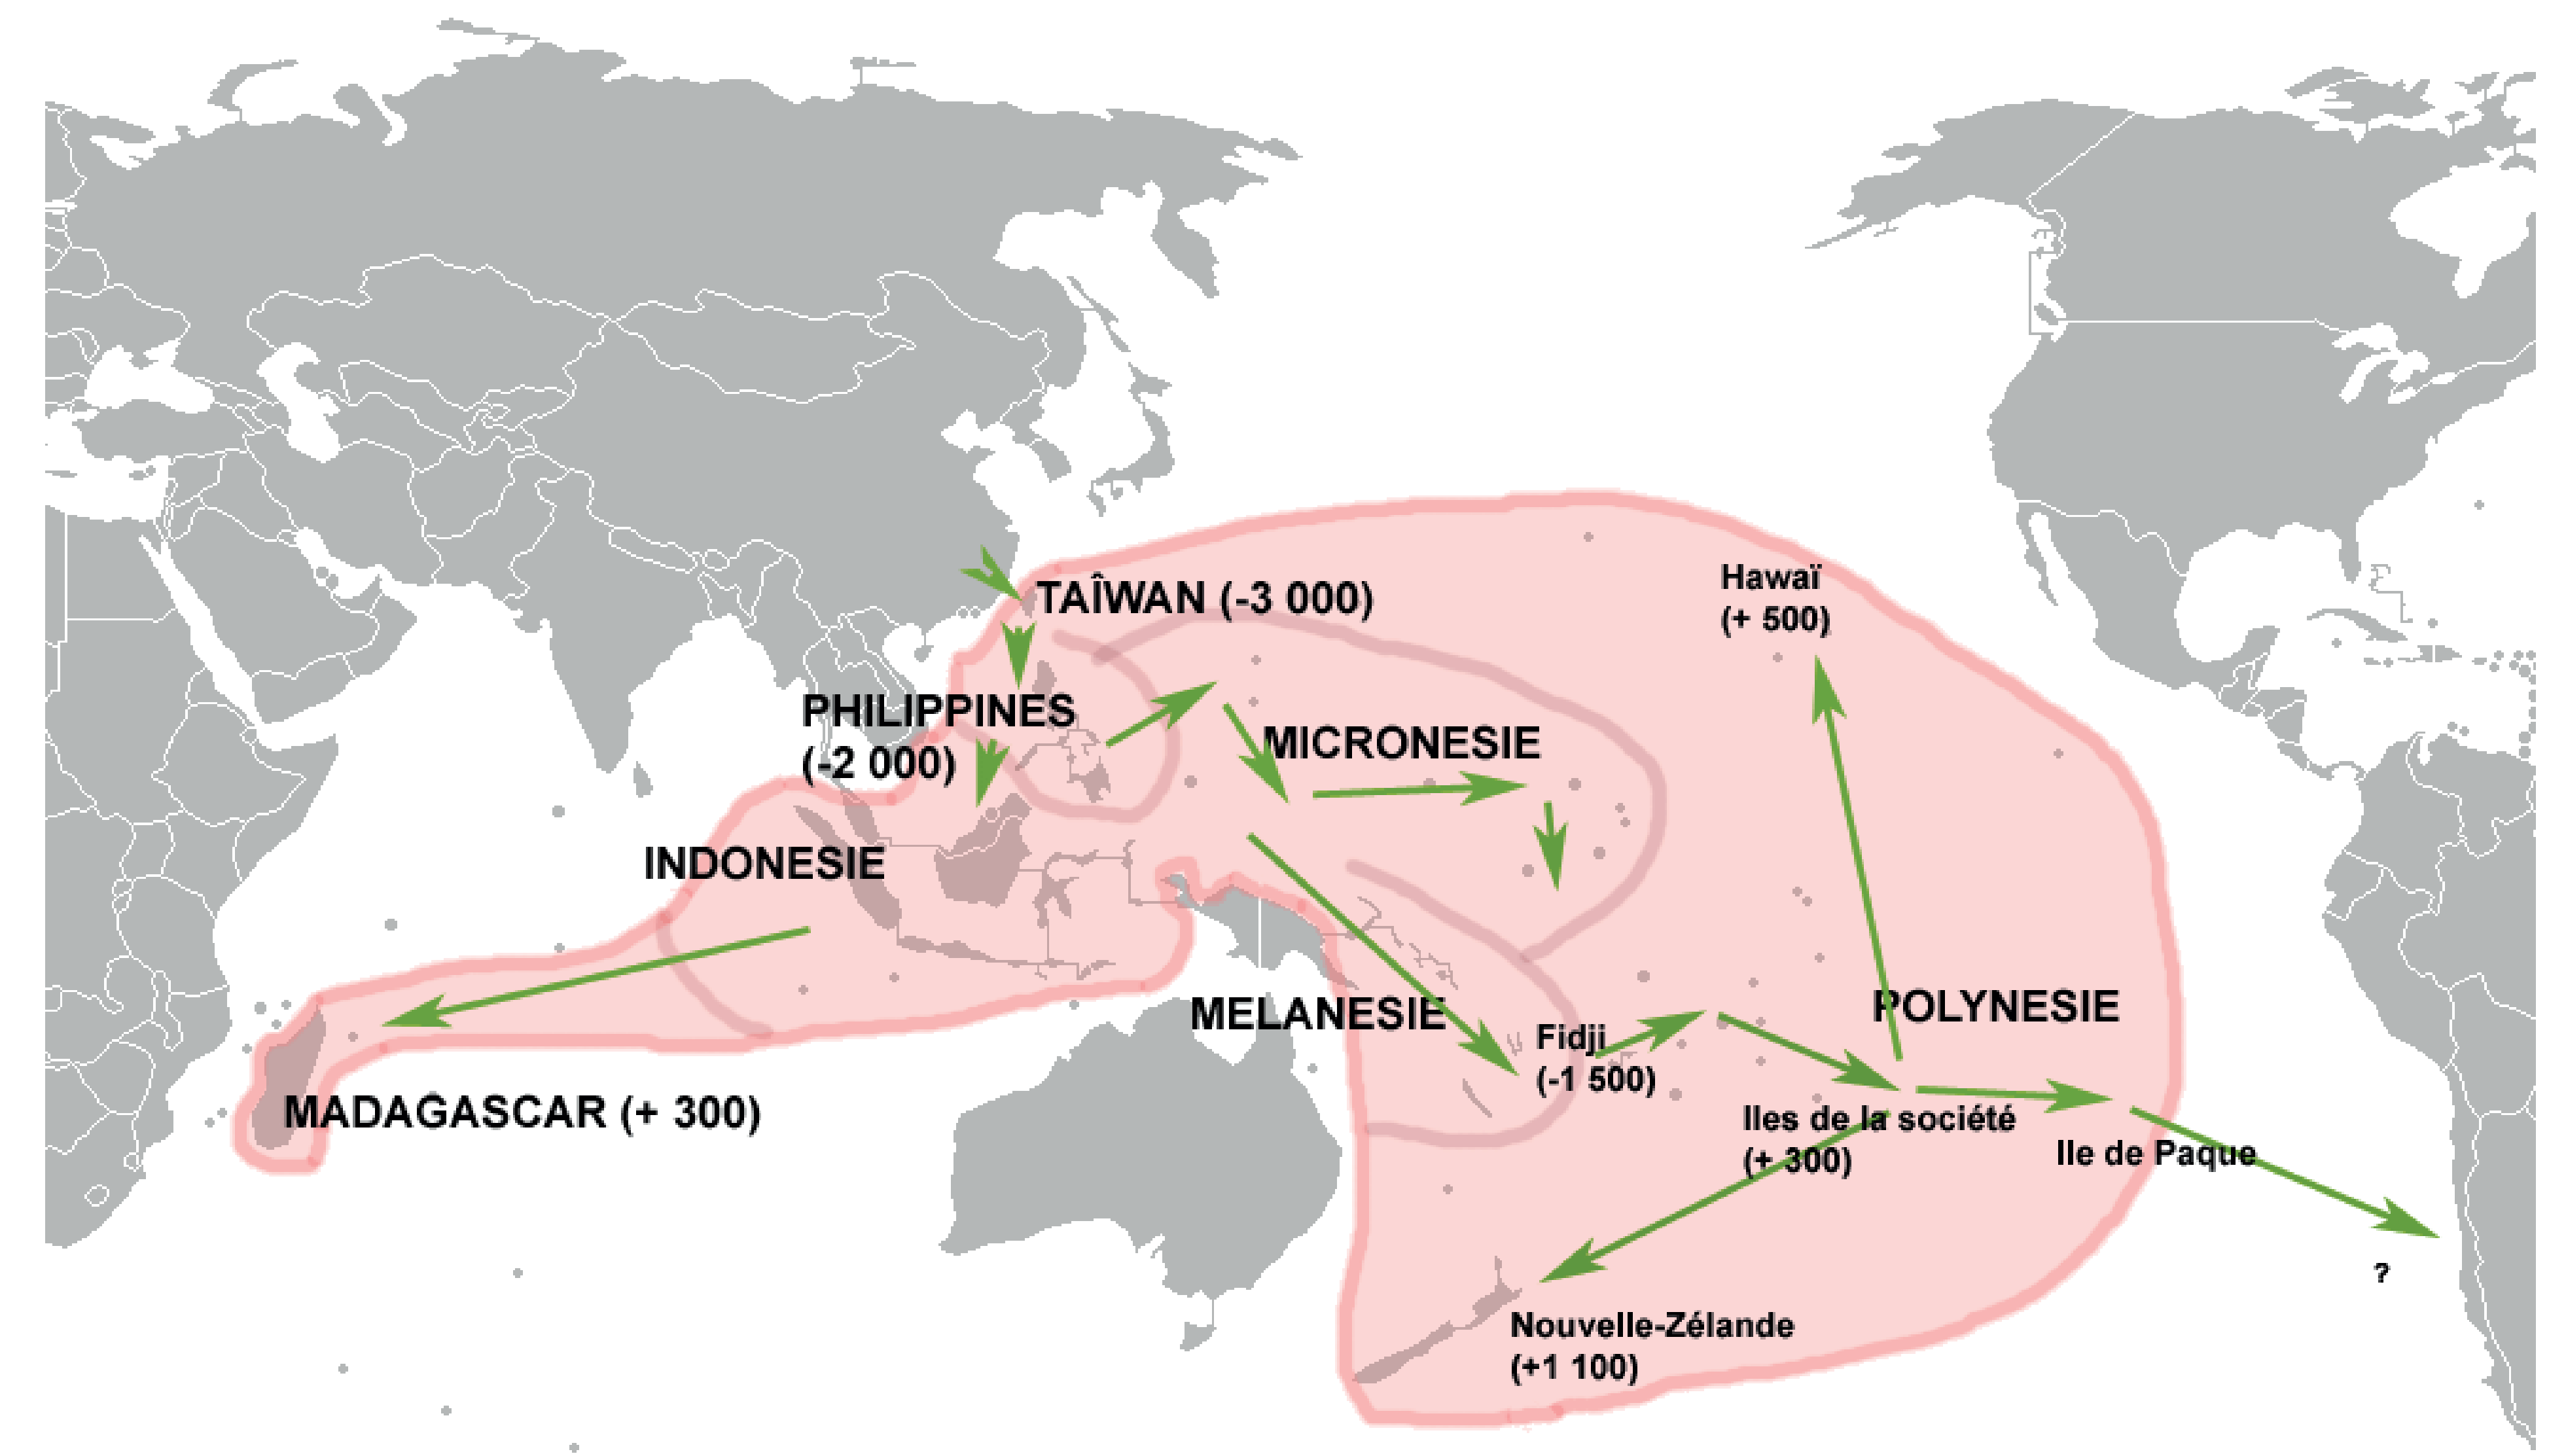 Hawaï
(+ 500)
TAÎWAN (-3 000)
PHILIPPINES
(-2 000)
MICRONESIE
INDONESIE
MELANESIE
POLYNESIE
Fidji
(-1 500)
MADAGASCAR (+ 300)
Iles de la société
(+ 300)
Ile de Paque
?
Nouvelle-Zélande
(+1 100)